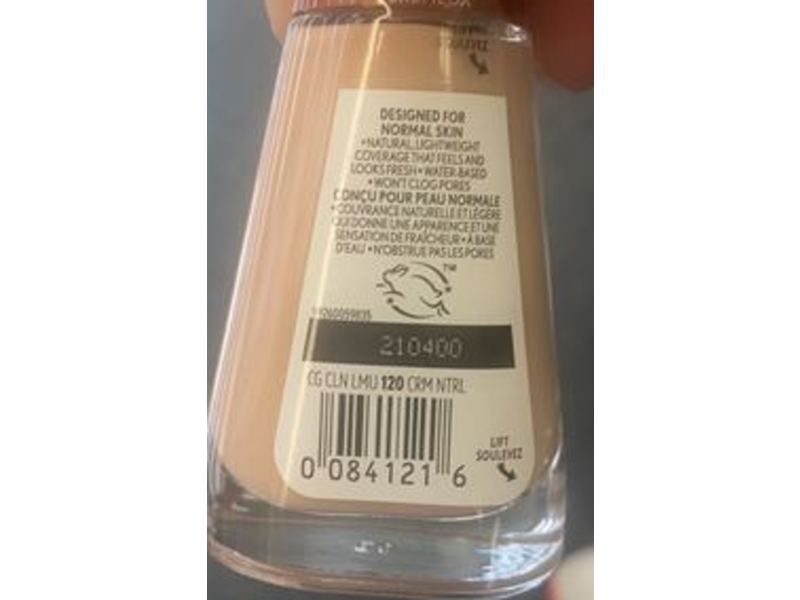 LIFT
SOULEVEZ
DESIGNED FOR
NORMAL SKIN
• NATURAL, LIGHTWEIGHT
COVERAGE THAT FEELS AND
LOOKS FRESH • WATER-BASED
• WON'T CLOG PORES
CONÇU POUR PEAU NORMALE
• COUVRANCE NATURELLE ET LÉGÈRE
QUI DONNE UNE APPARENCE ET UNE
SENSATION DE FRAÎCHEUR • À BASE
D'EAU • N'OBSTRUE PAS LES PORES
TM
210400
CG CLN LMU 120 CRM NTRL
0 084121 6
LIFT
SOULEVEZ